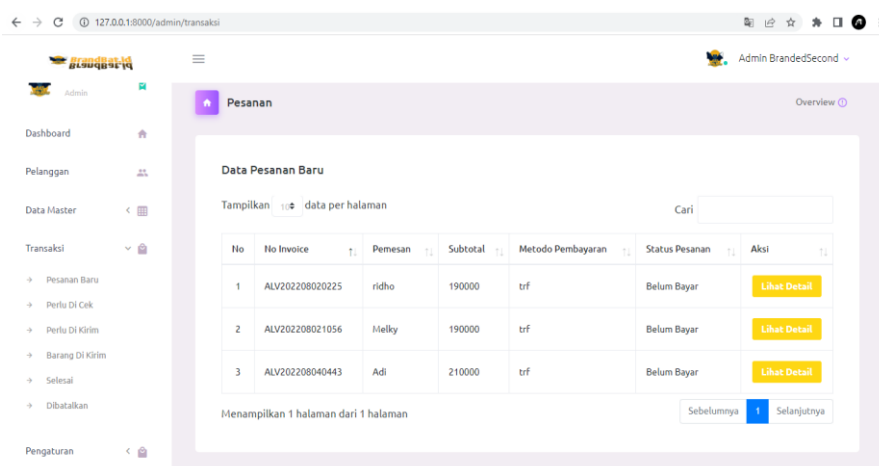 127.0.0.1:8000/admin/transaksi
BrandBat.id
Admin BrandedSecond
Admin
Pesanan
Overview
Dashboard
Pelanggan
Data Master
Transaksi
Pesanan Baru
Perlu Di Cek
Perlu Di Kirim
Barang Di Kirim
Selesai
Dibatalkan
Pengaturan
Data Pesanan Baru
Tampilkan 10 data per halaman
Cari
No No Invoice Pemesan Subtotal Metodo Pembayaran Status Pesanan Aksi
1 ALV202208020225 ridho 190000 trf Belum Bayar Lihat Detail
2 ALV202208021056 Melky 190000 trf Belum Bayar Lihat Detail
3 ALV202208040443 Adi 210000 trf Belum Bayar Lihat Detail
Menampilkan 1 halaman dari 1 halaman
Sebelumnya 1 Selanjutnya